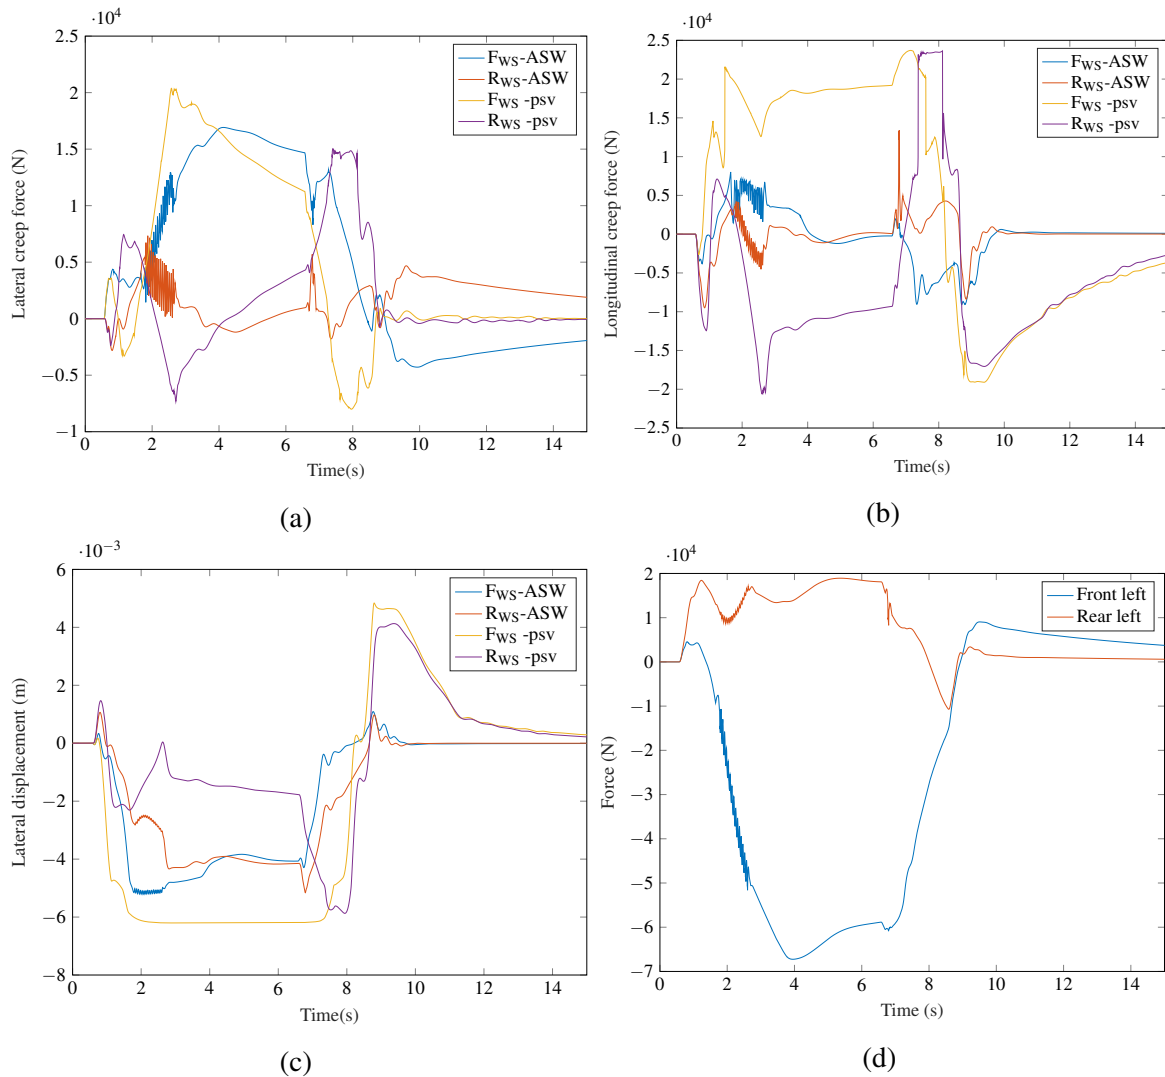 ·10⁴
2.5
2
1.5
1
0.5
0
−0.5
−1
0 2 4 6 8 10 12 14
Time(s)
Lateral creep force (N)
F_WS-ASW
R_WS-ASW
F_WS -psv
R_WS -psv
(a)
·10⁴
2.5
2
1.5
1
0.5
0
−0.5
−1
−1.5
−2
−2.5
0 2 4 6 8 10 12 14
Time(s)
Longitudinal creep force (N)
F_WS-ASW
R_WS-ASW
F_WS -psv
R_WS -psv
(b)
·10⁻³
6
4
2
0
−2
−4
−6
−8
0 2 4 6 8 10 12 14
Time(s)
Lateral displacement (m)
F_WS-ASW
R_WS-ASW
F_WS -psv
R_WS -psv
(c)
·10⁴
2
1
0
−1
−2
−3
−4
−5
−6
−7
0 2 4 6 8 10 12 14
Time (s)
Force (N)
Front left
Rear left
(d)